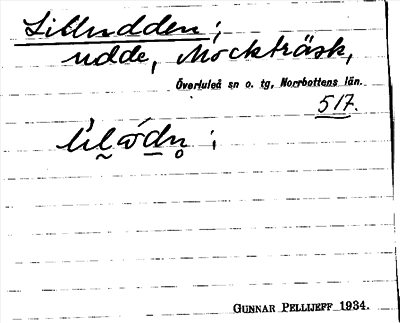 Lilludden;
udde, Mockträsk,
Överluleå sn o. tg, Norrbottens län.
517.
GUNNAR PELLIJEFF 1934.